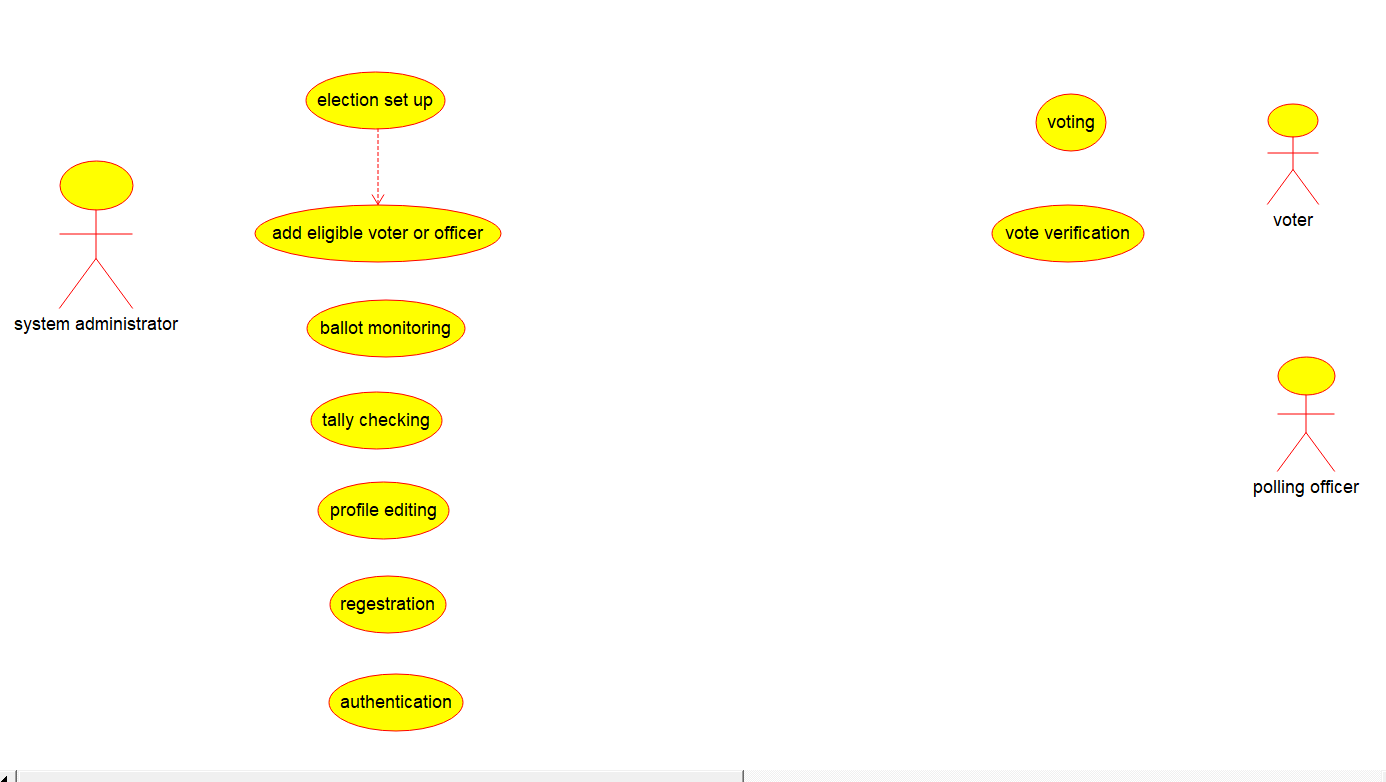 election set up
voting
add eligible voter or officer
vote verification
voter
system administrator
ballot monitoring
tally checking
polling officer
profile editing
regestration
authentication